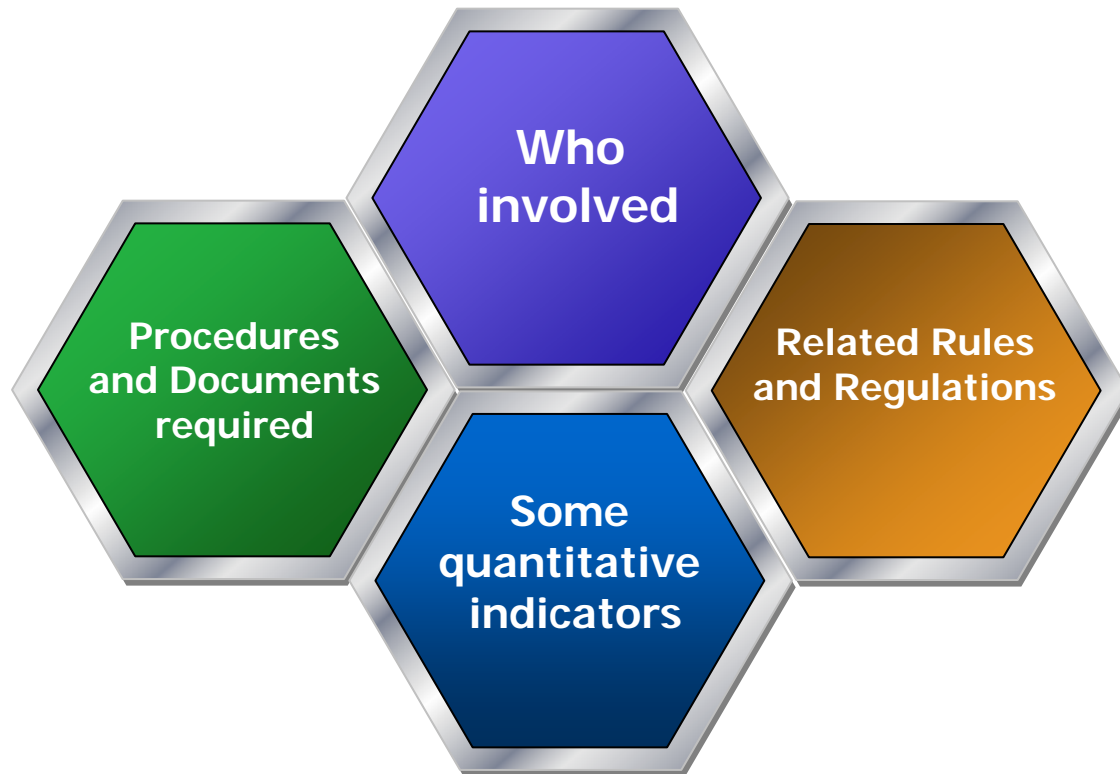 Who
involved
Procedures
and Documents
required
Related Rules
and Regulations
Some
quantitative
indicators